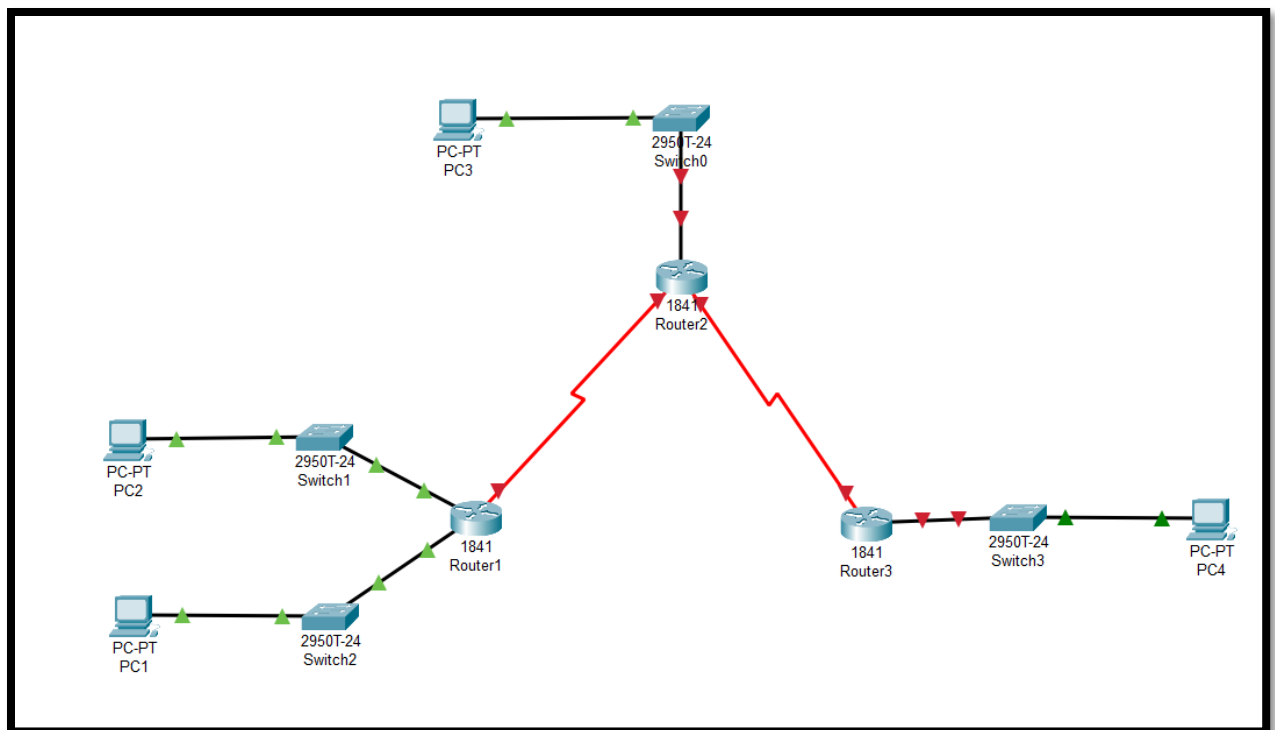 PC-PT
PC3
2950T-24
Switch0
1841
Router2
PC-PT
PC2
2950T-24
Switch1
1841
Router1
2950T-24
Switch2
PC-PT
PC1
1841
Router3
2950T-24
Switch3
PC-PT
PC4